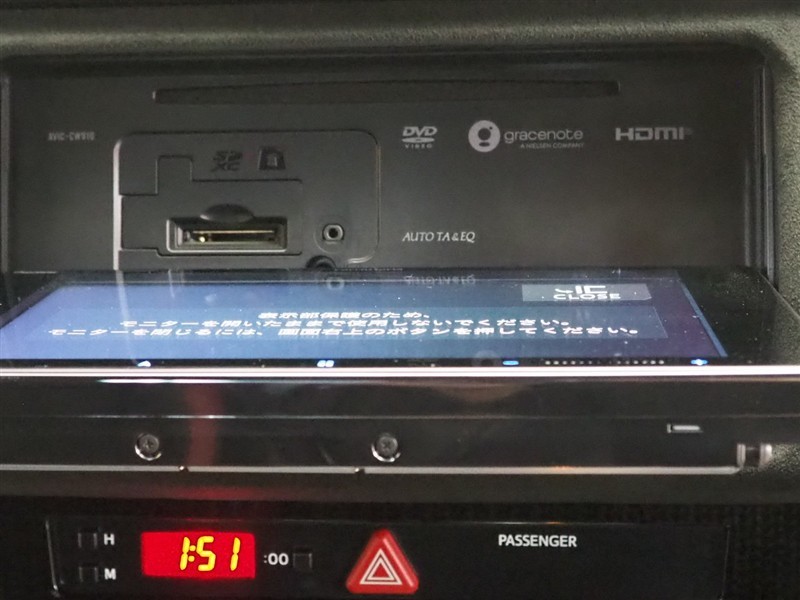 AVIC-CW910
SD
XC
DVD
VIDEO
gracenote
A NIELSEN COMPANY
HDMI
AUTO TA & EQ
CLOSE
表示部保護のため、
モニターを開いたままで使用しないでください。
モニターを閉じるには、画面右上のボタンを押してください。
H
1:51
:00
M
PASSENGER